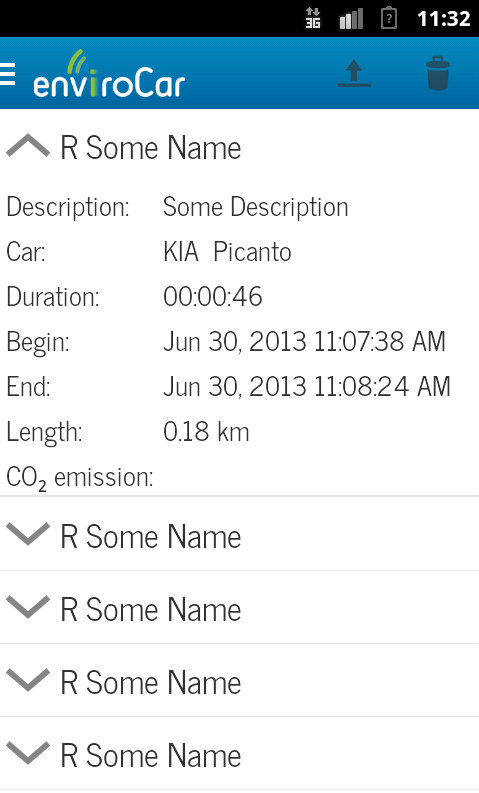 3G ? 11:32
enviroCar
R Some Name
Description: Some Description
Car: KIA  Picanto
Duration: 00:00:46
Begin: Jun 30, 2013 11:07:38 AM
End: Jun 30, 2013 11:08:24 AM
Length: 0.18 km
CO₂ emission:
R Some Name
R Some Name
R Some Name
R Some Name